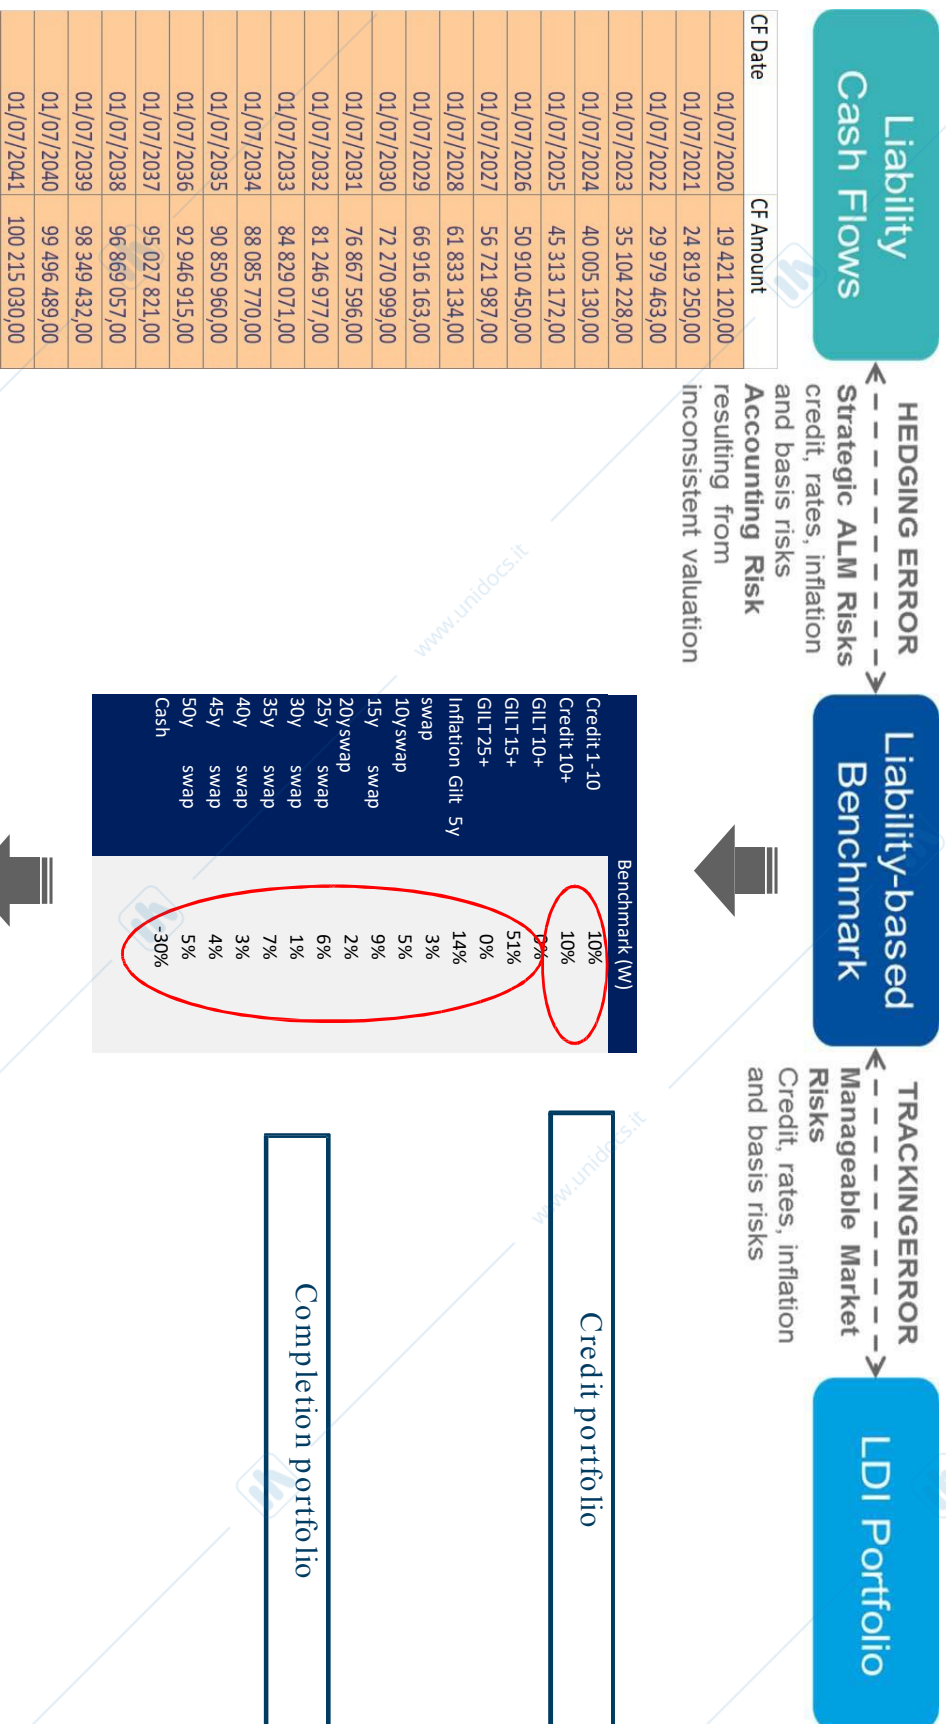 Liability
Cash Flows
HEDGING ERROR
Strategic ALM Risks
credit, rates, inflation
and basis risks
Accounting Risk
resulting from
inconsistent valuation
Liability-based
Benchmark
TRACKINGERROR
Manageable Market
Risks
Credit, rates, inflation
and basis risks
LDI Portfolio
CF Date CF Amount
01/07/2020 19 421 120,00
01/07/2021 24 819 250,00
01/07/2022 29 979 463,00
01/07/2023 35 104 228,00
01/07/2024 40 005 130,00
01/07/2025 45 313 172,00
01/07/2026 50 910 450,00
01/07/2027 56 721 987,00
01/07/2028 61 833 134,00
01/07/2029 66 916 163,00
01/07/2030 72 270 999,00
01/07/2031 76 867 596,00
01/07/2032 81 246 977,00
01/07/2033 84 829 071,00
01/07/2034 88 085 770,00
01/07/2035 90 850 960,00
01/07/2036 92 946 915,00
01/07/2037 95 027 821,00
01/07/2038 96 869 057,00
01/07/2039 98 349 432,00
01/07/2040 99 496 489,00
01/07/2041 100 215 030,00
Benchmark (W)
Credit 1-10 10%
Credit 10+ 10%
GILT 10+ 0%
GILT 15+ 51%
GILT 25+ 0%
Inflation Gilt 5y 14%
swap 3%
10y swap 5%
15y swap 9%
20y swap 2%
25y swap 6%
30y swap 1%
35y swap 7%
40y swap 3%
45y swap 4%
50y swap 5%
Cash -30%
Credit portfolio
Completion portfolio
www.unidocs.it
www.unidocs.it